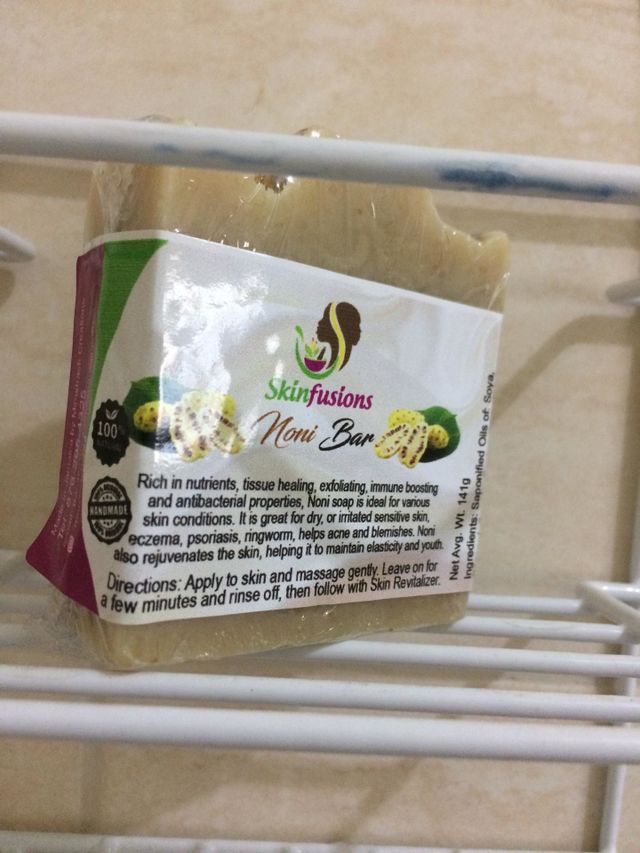 Skinfusions
Noni Bar
100%
NATURAL
HANDMADE
Rich in nutrients, tissue healing, exfoliating, immune boosting
and antibacterial properties, Noni soap is ideal for various
skin conditions. It is great for dry, or irritated sensitive skin,
eczema, psoriasis, ringworm, helps acne and blemishes. Noni
also rejuvenates the skin, helping it to maintain elasticity and youth.
Directions: Apply to skin and massage gently. Leave on for
a few minutes and rinse off, then follow with Skin Revitalizer.
Net Avg. Wt. 141g
Ingredients: Saponified Oils of: Soya,